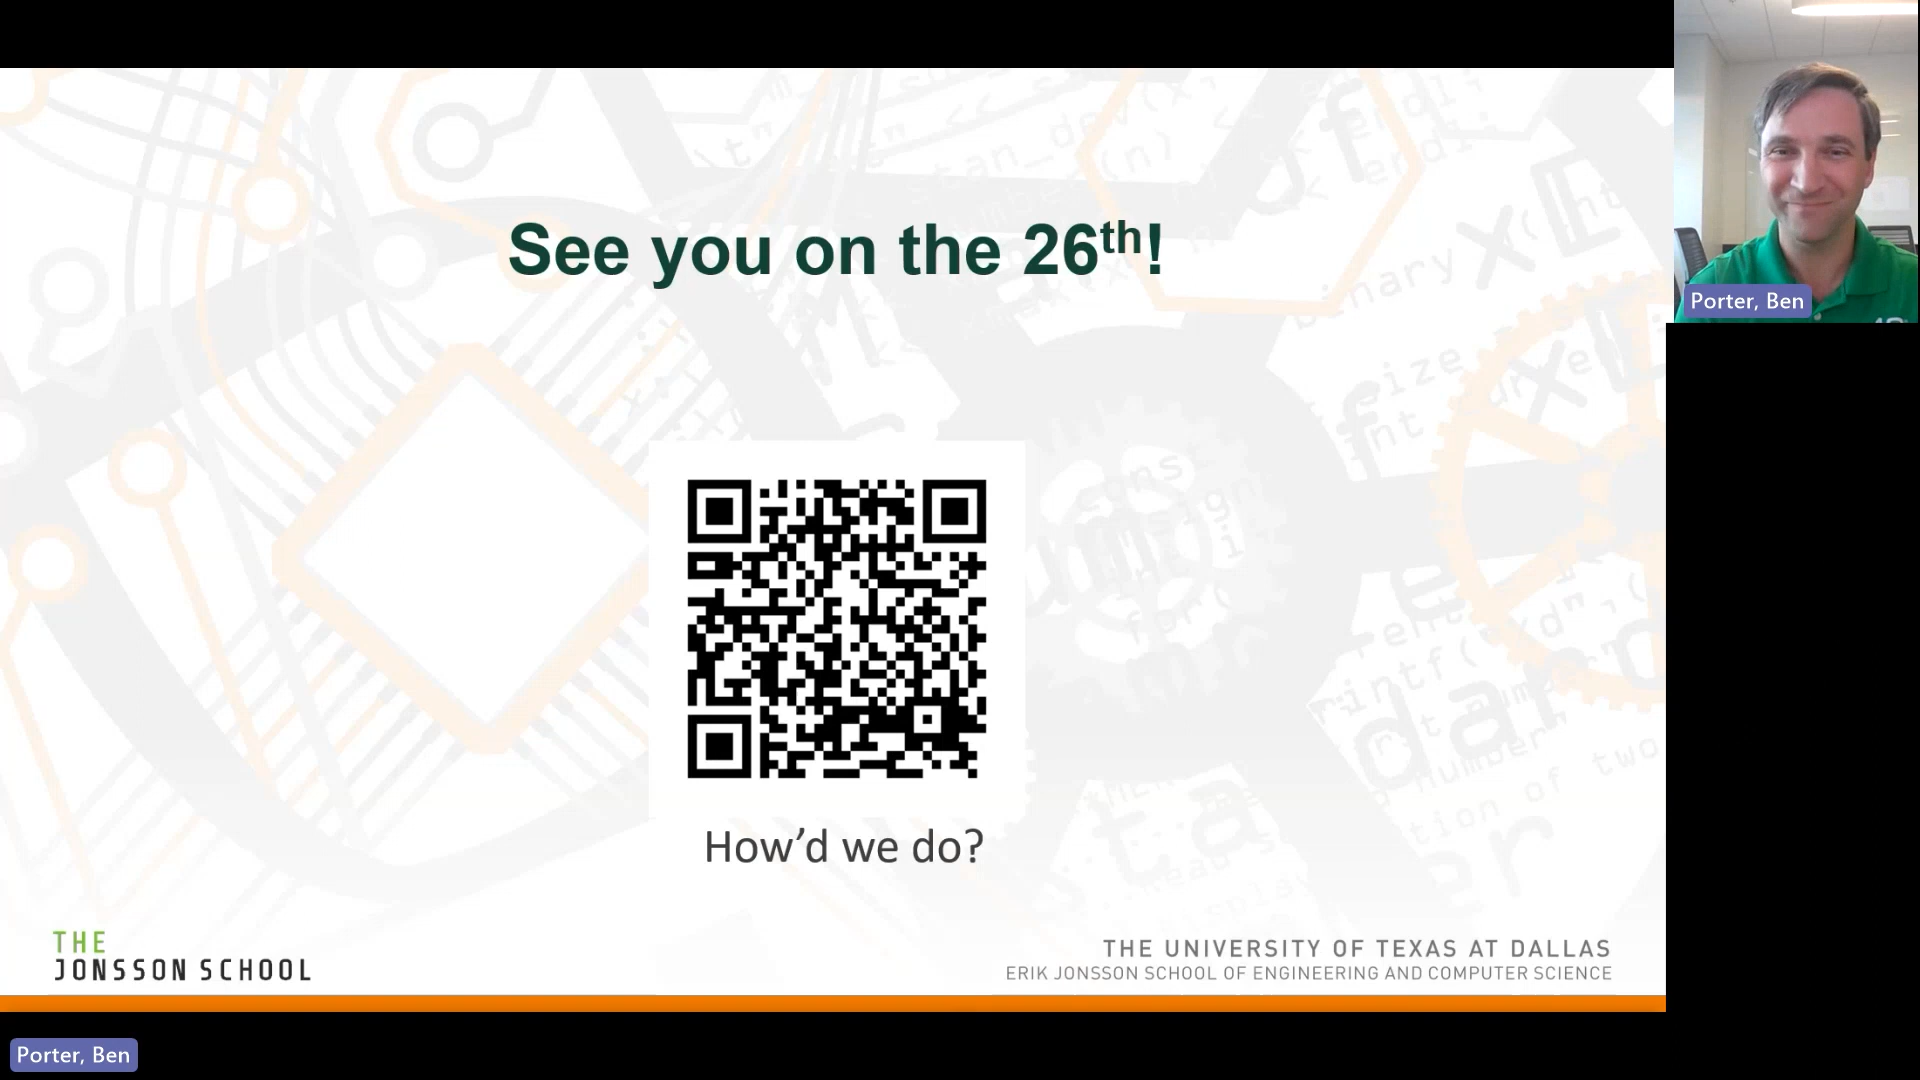 See you on the 26th!
Porter, Ben
How’d we do?
THE
JONSSON SCHOOL
THE UNIVERSITY OF TEXAS AT DALLAS
ERIK JONSSON SCHOOL OF ENGINEERING AND COMPUTER SCIENCE
Porter, Ben